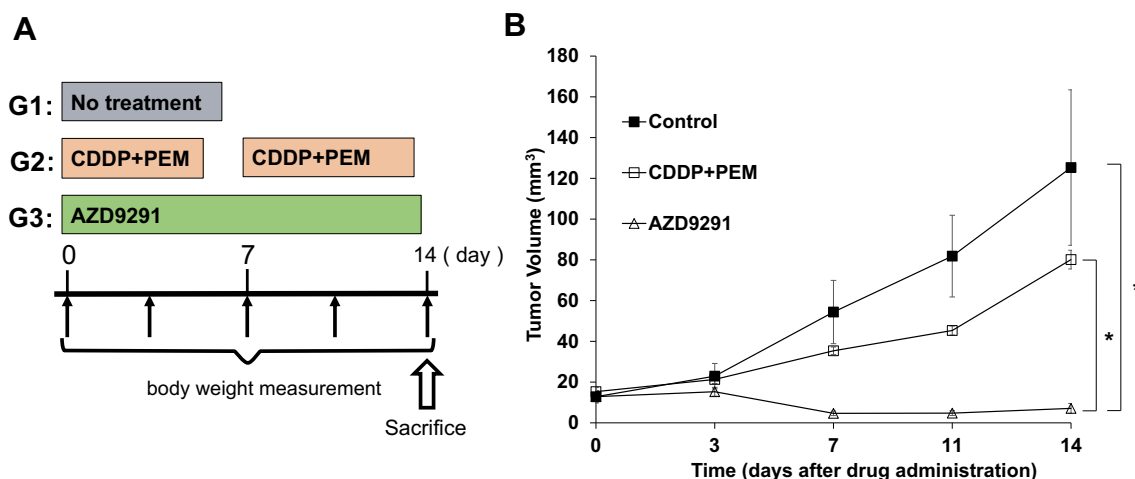 A
G1: No treatment
G2: CDDP+PEM CDDP+PEM
G3: AZD9291
0 7 14 ( day )
body weight measurement
Sacrifice
B
180
160
140
120
100
80
60
40
20
0
Tumor Volume (mm³)
Control
CDDP+PEM
AZD9291
*
*
0 3 7 11 14
Time (days after drug administration)